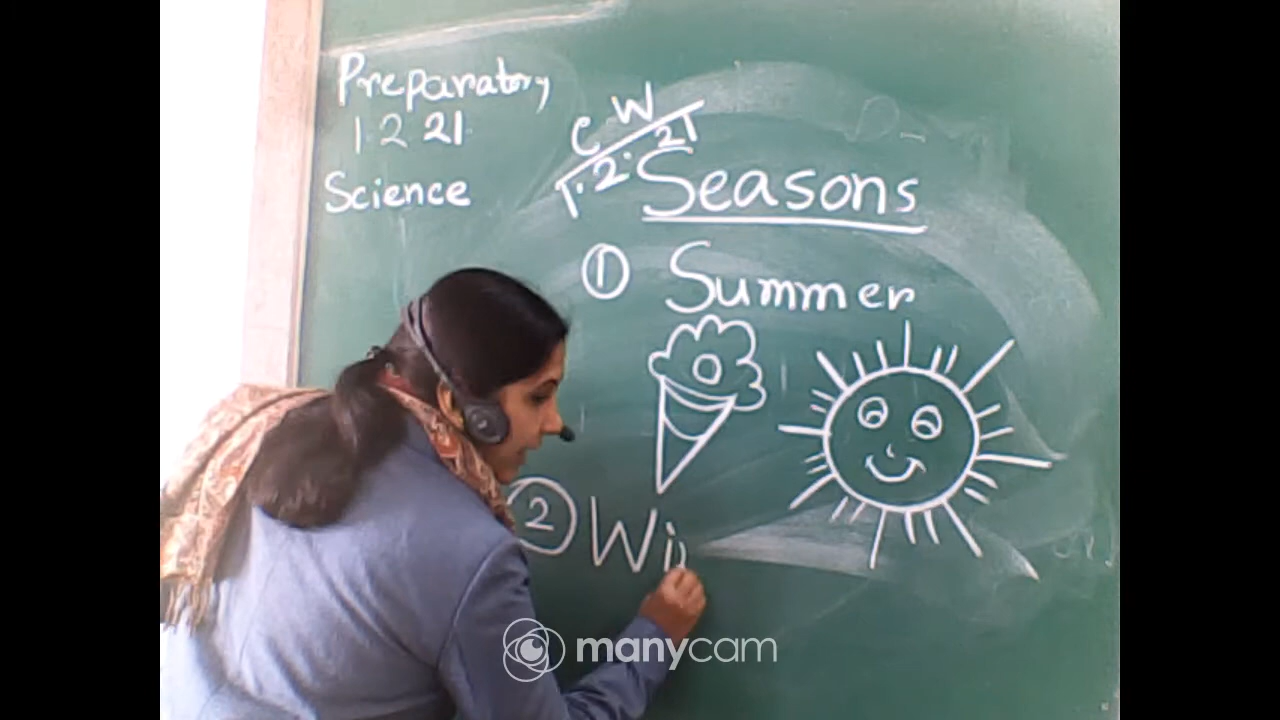 Preparatory
1.2 21.
Science
C W
1.2.21
Seasons
1 Summer
2 Wi
manycam